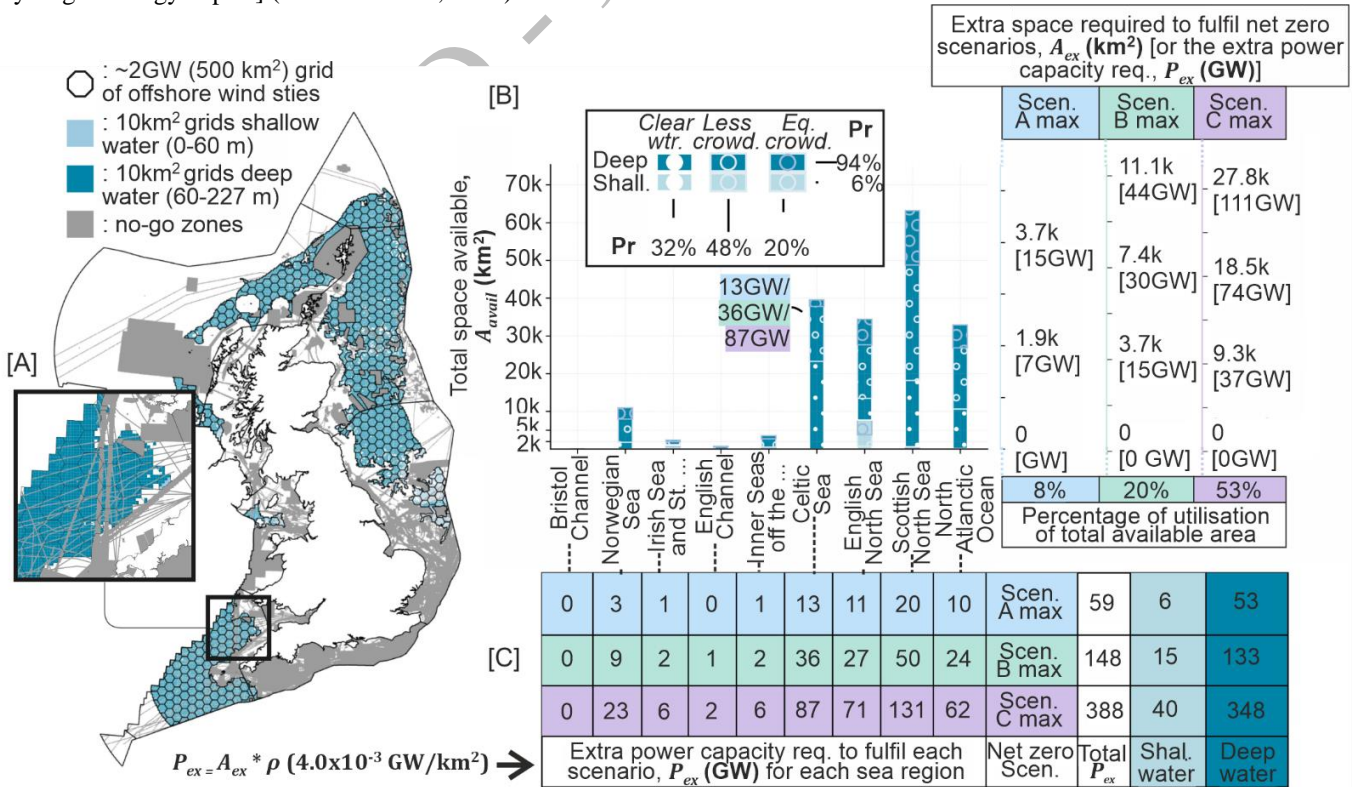 Extra space required to fulfil net zero
scenarios, A_ex (km²) [or the extra power
capacity req., P_ex (GW)]
: ~2GW (500 km²) grid
of offshore wind sties
: 10km² grids shallow
water (0-60 m)
: 10km² grids deep
water (60-227 m)
: no-go zones
[A]
[B]
Clear wtr.
Less crowd.
Eq. crowd.
Pr
Deep
94%
Shall.
6%
Pr 32% 48% 20%
Total space available,
A_avail (km²)
70k
60k
50k
40k
30k
20k
10k
5k
2k
13GW/
36GW/
87GW
Bristol
Channel
Norwegian
Sea
Irish Sea
and St. ...
English
Channel
Inner Seas
off the ...
Celtic
Sea
English
North Sea
Scottish
North Sea
North
Atlanctic
Ocean
Scen.
A max
Scen.
B max
Scen.
C max
3.7k
[15GW]
1.9k
[7GW]
0
[GW]
11.1k
[44GW]
7.4k
[30GW]
3.7k
[15GW]
0
[0 GW]
27.8k
[111GW]
18.5k
[74GW]
9.3k
[37GW]
0
[0GW]
8% 20% 53%
Percentage of utilisation
of total available area
[C]
0 3 1 0 1 13 11 20 10 Scen. A max 59 6 53
0 9 2 1 2 36 27 50 24 Scen. B max 148 15 133
0 23 6 2 6 87 71 131 62 Scen. C max 388 40 348
P_ex = A_ex * ρ (4.0x10⁻³ GW/km²)
Extra power capacity req. to fulfil each
scenario, P_ex (GW) for each sea region
Net zero
Scen.
Total
P_ex
Shal.
water
Deep
water